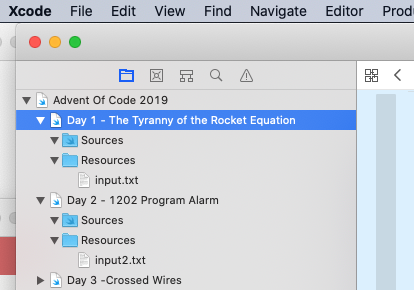 Xcode File Edit View Find Navigate Editor
Advent Of Code 2019
Day 1 - The Tyranny of the Rocket Equation
Sources
Resources
input.txt
Day 2 - 1202 Program Alarm
Sources
Resources
input2.txt
Day 3 -Crossed Wires